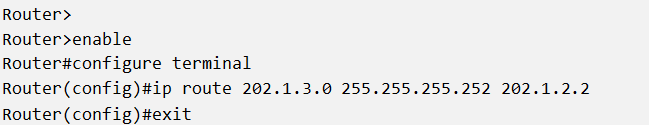 Router>
Router>enable
Router#configure terminal
Router(config)#ip route 202.1.3.0 255.255.255.252 202.1.2.2
Router(config)#exit